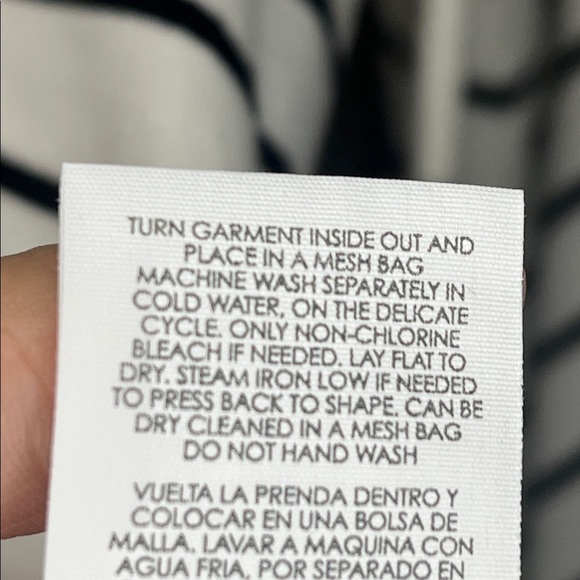 TURN GARMENT INSIDE OUT AND
PLACE IN A MESH BAG
MACHINE WASH SEPARATELY IN
COLD WATER, ON THE DELICATE
CYCLE. ONLY NON-CHLORINE
BLEACH IF NEEDED. LAY FLAT TO
DRY. STEAM IRON LOW IF NEEDED
TO PRESS BACK TO SHAPE. CAN BE
DRY CLEANED IN A MESH BAG
DO NOT HAND WASH
VUELTA LA PRENDA DENTRO Y
COLOCAR EN UNA BOLSA DE
MALLA. LAVAR A MAQUINA CON
AGUA FRIA, POR SEPARADO EN